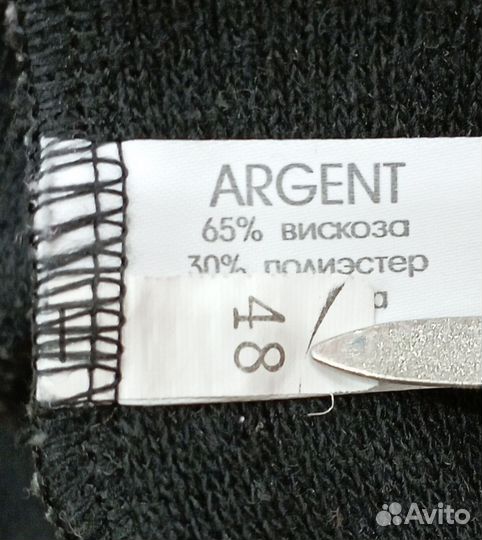 ARGENT
65% вискоза
30% полиэстер
48
Avito